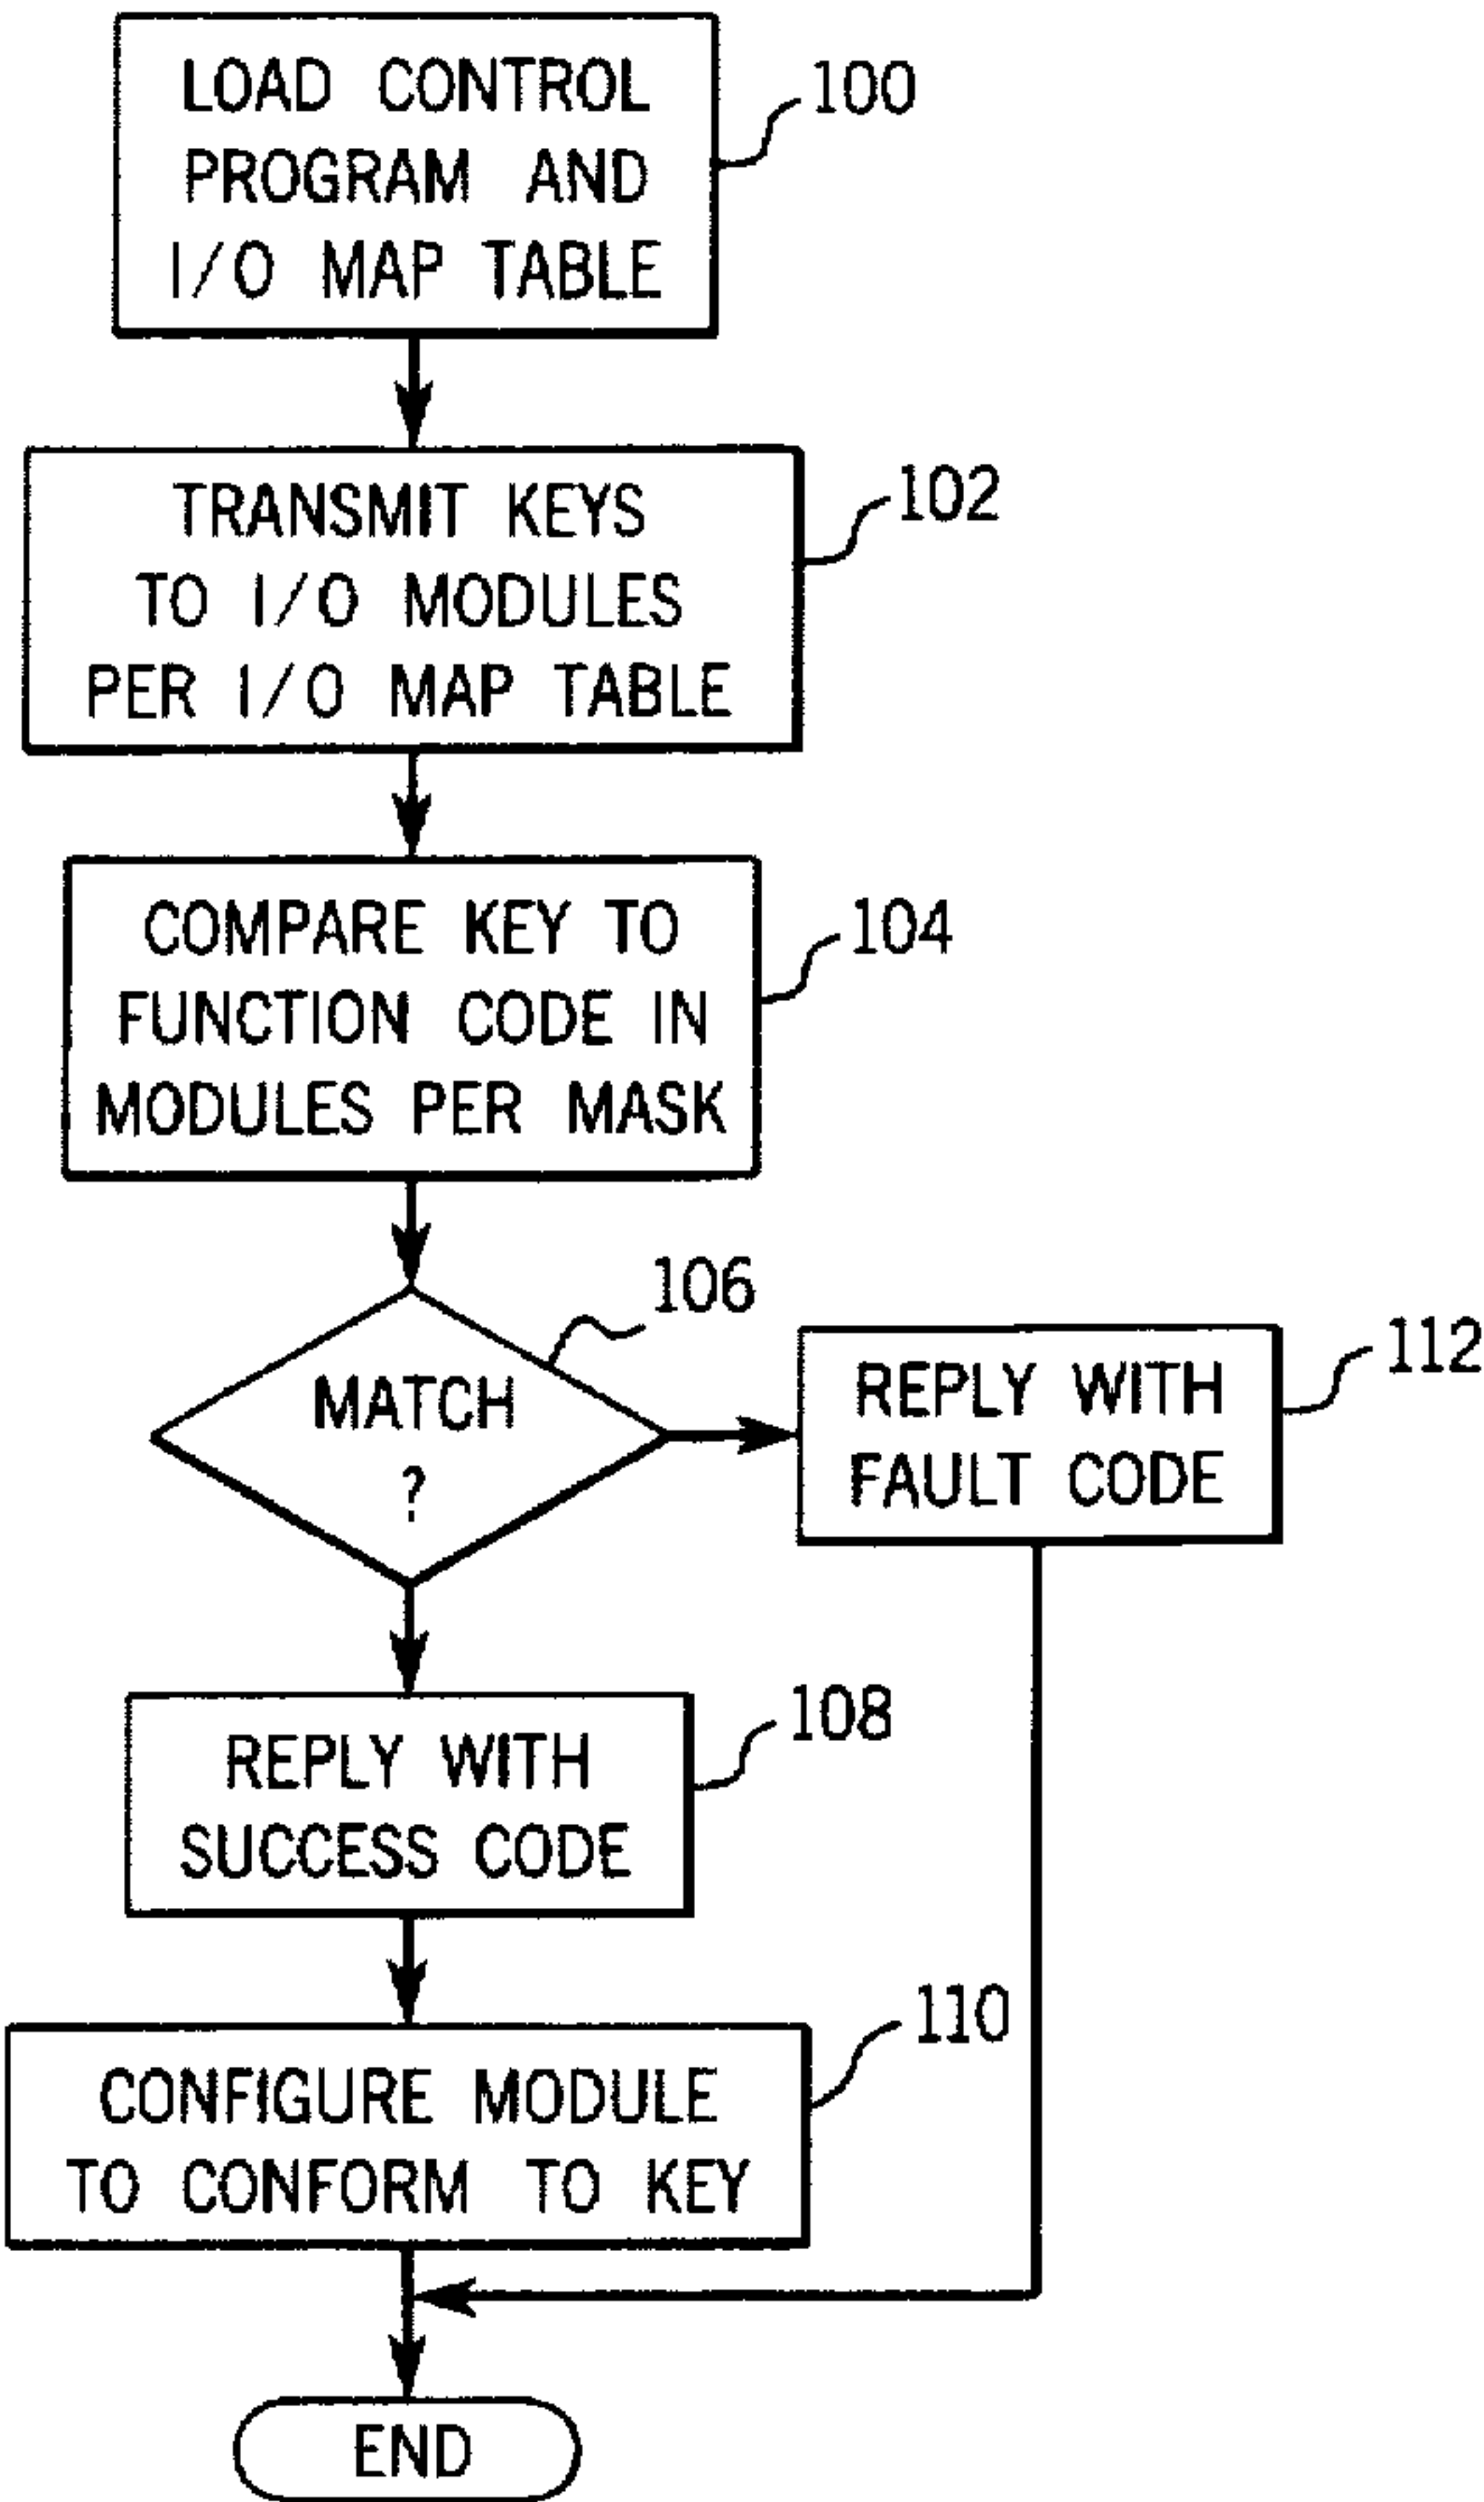 LOAD CONTROL
PROGRAM AND
I/O MAP TABLE
100
TRANSMIT KEYS
TO I/O MODULES
PER I/O MAP TABLE
102
COMPARE KEY TO
FUNCTION CODE IN
MODULES PER MASK
104
106
MATCH
?
112
REPLY WITH
FAULT CODE
108
REPLY WITH
SUCCESS CODE
110
CONFIGURE MODULE
TO CONFORM TO KEY
END